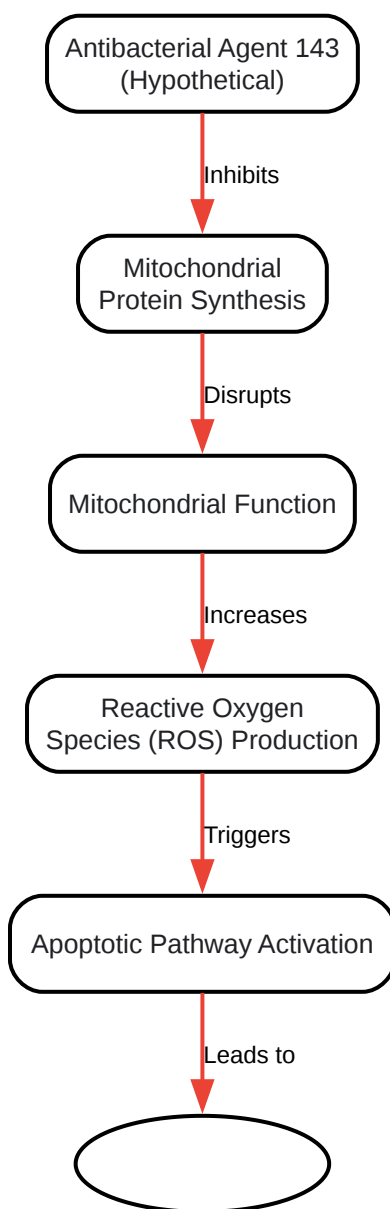 Antibacterial Agent 143
(Hypothetical)
Inhibits
Mitochondrial
Protein Synthesis
Disrupts
Mitochondrial Function
Increases
Reactive Oxygen
Species (ROS) Production
Triggers
Apoptotic Pathway Activation
Leads to